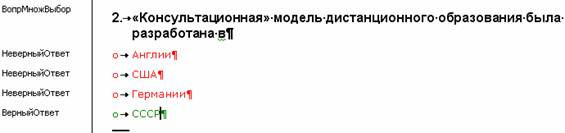 ВопрМножВыбор
2.→«Консультационная»·модель·дистанционного·образования·была·
разработана·в¶
НеверныйОтвет
o→Англии¶
НеверныйОтвет
o→США¶
НеверныйОтвет
o→Германии¶
ВерныйОтвет
o→СССР¶